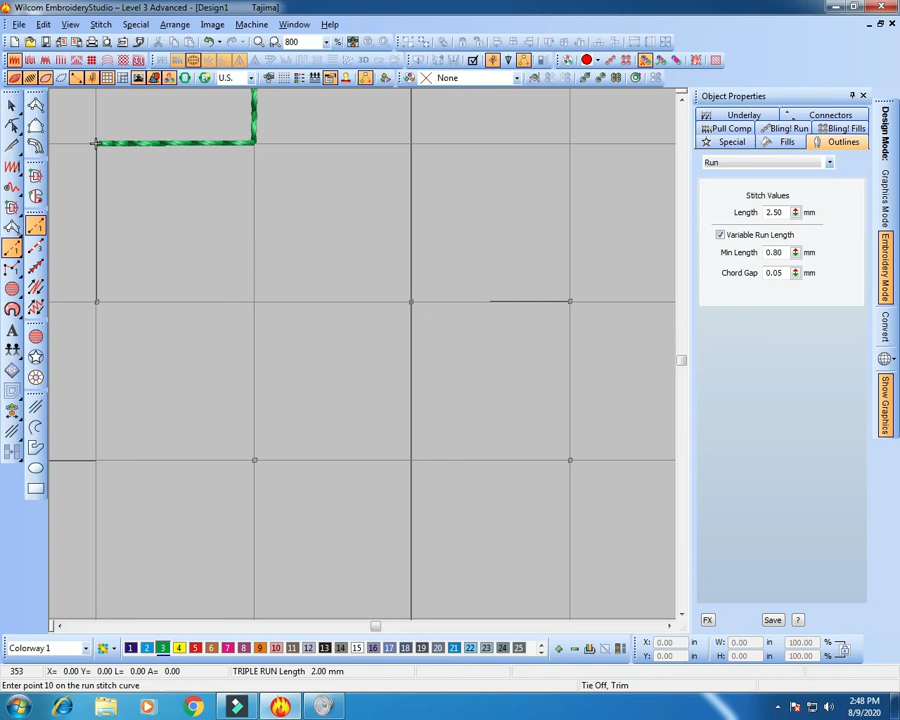 Wilcom EmbroideryStudio – Level 3 Advanced - [Design1 Tajima]
File Edit View Stitch Special Arrange Image Machine Window Help
800 %
3D
U.S. None
Object Properties
Underlay Connectors
Pull Comp Bling! Run Bling! Fills
Special Fills Outlines
Run
Stitch Values
Length 2.50 mm
Variable Run Length
Min Length 0.80 mm
Chord Gap 0.05 mm
Design Mode:
Graphics Mode
Embroidery Mode
Convert
Show Graphics
A
FX Save ?
Colorway 1 1 2 3 4 5 6 7 8 9 10 11 12 13 14 15 16 17 18 19 20 21 22 23 24 25
X: 0.00 in W: 0.00 in 100.00 %
Y: 0.00 in H: 0.00 in 100.00 %
353 X= 0.00 Y= 0.00 L= 0.00 A= 0.00 TRIPLE RUN Length 2.00 mm
Enter point 10 on the run stitch curve Tie Off, Trim
2:48 PM
8/9/2020